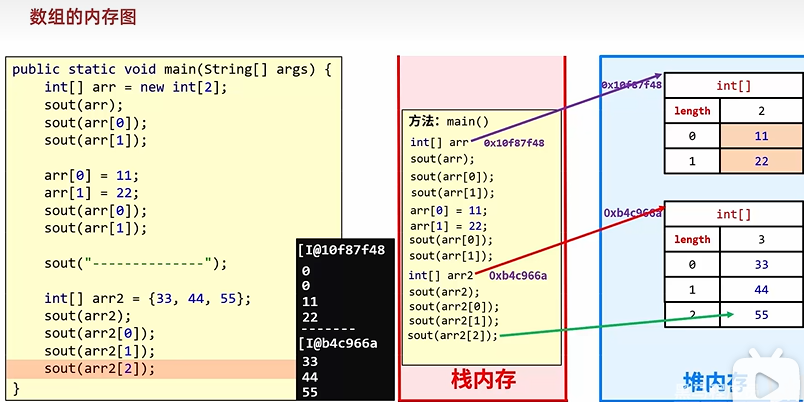 数组的内存图
public static void main(String[] args) {
int[] arr = new int[2];
sout(arr);
sout(arr[0]);
sout(arr[1]);
arr[0] = 11;
arr[1] = 22;
sout(arr[0]);
sout(arr[1]);
sout("--------------");
int[] arr2 = {33, 44, 55};
sout(arr2);
sout(arr2[0]);
sout(arr2[1]);
sout(arr2[2]);
}
[I@10f87f48
0
0
11
22
-------
[I@b4c966a
33
44
55
方法：main()
int[] arr 0x10f87f48
sout(arr);
sout(arr[0]);
sout(arr[1]);
arr[0] = 11;
arr[1] = 22;
sout(arr[0]);
sout(arr[1]);
int[] arr2 0xb4c966a
sout(arr2);
sout(arr2[0]);
sout(arr2[1]);
sout(arr2[2]);
栈内存
0x10f87f48
int[]
length 2
0 11
1 22
0xb4c966a
int[]
length 3
0 33
1 44
2 55
堆内存